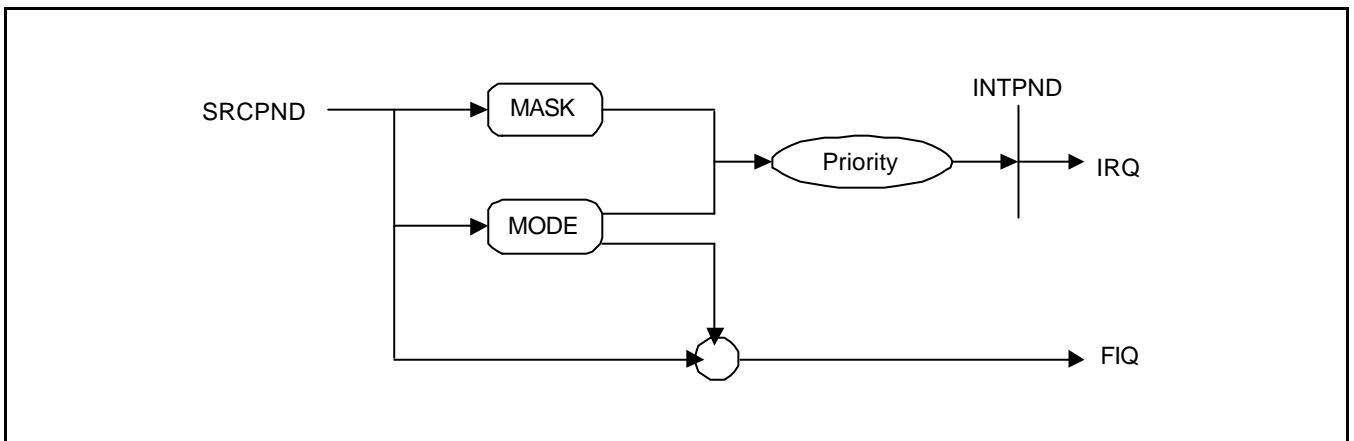 SRCPND
MASK
INTPND
Priority
IRQ
MODE
FIQ